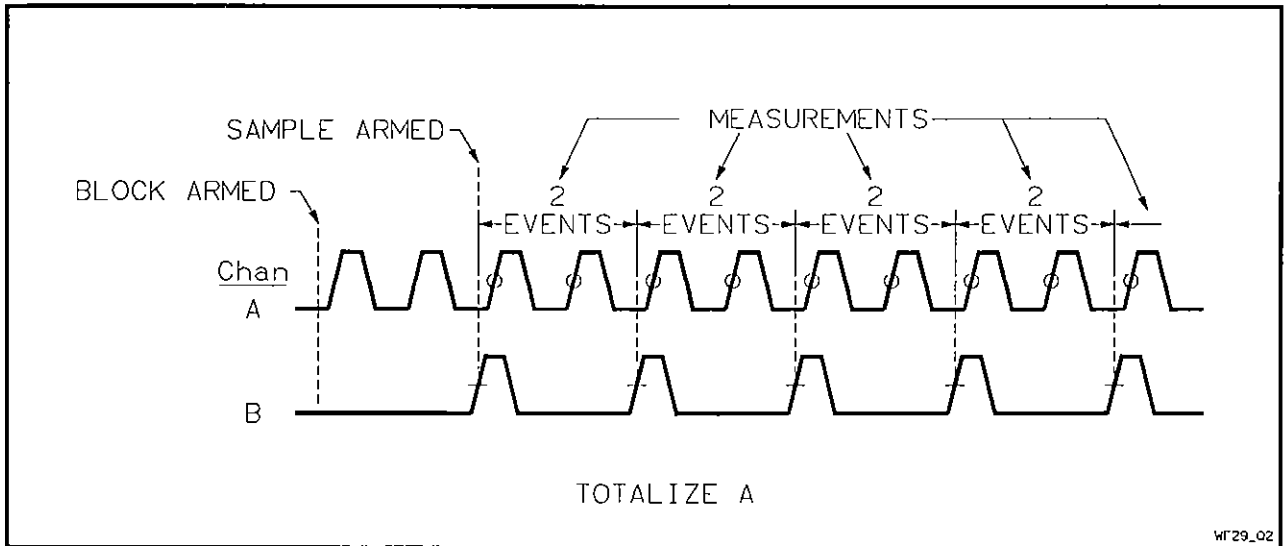 SAMPLE ARMED
MEASUREMENTS
BLOCK ARMED
2 2 2 2
EVENTS EVENTS EVENTS EVENTS
Chan
A
B
TOTALIZE A
WF29_02